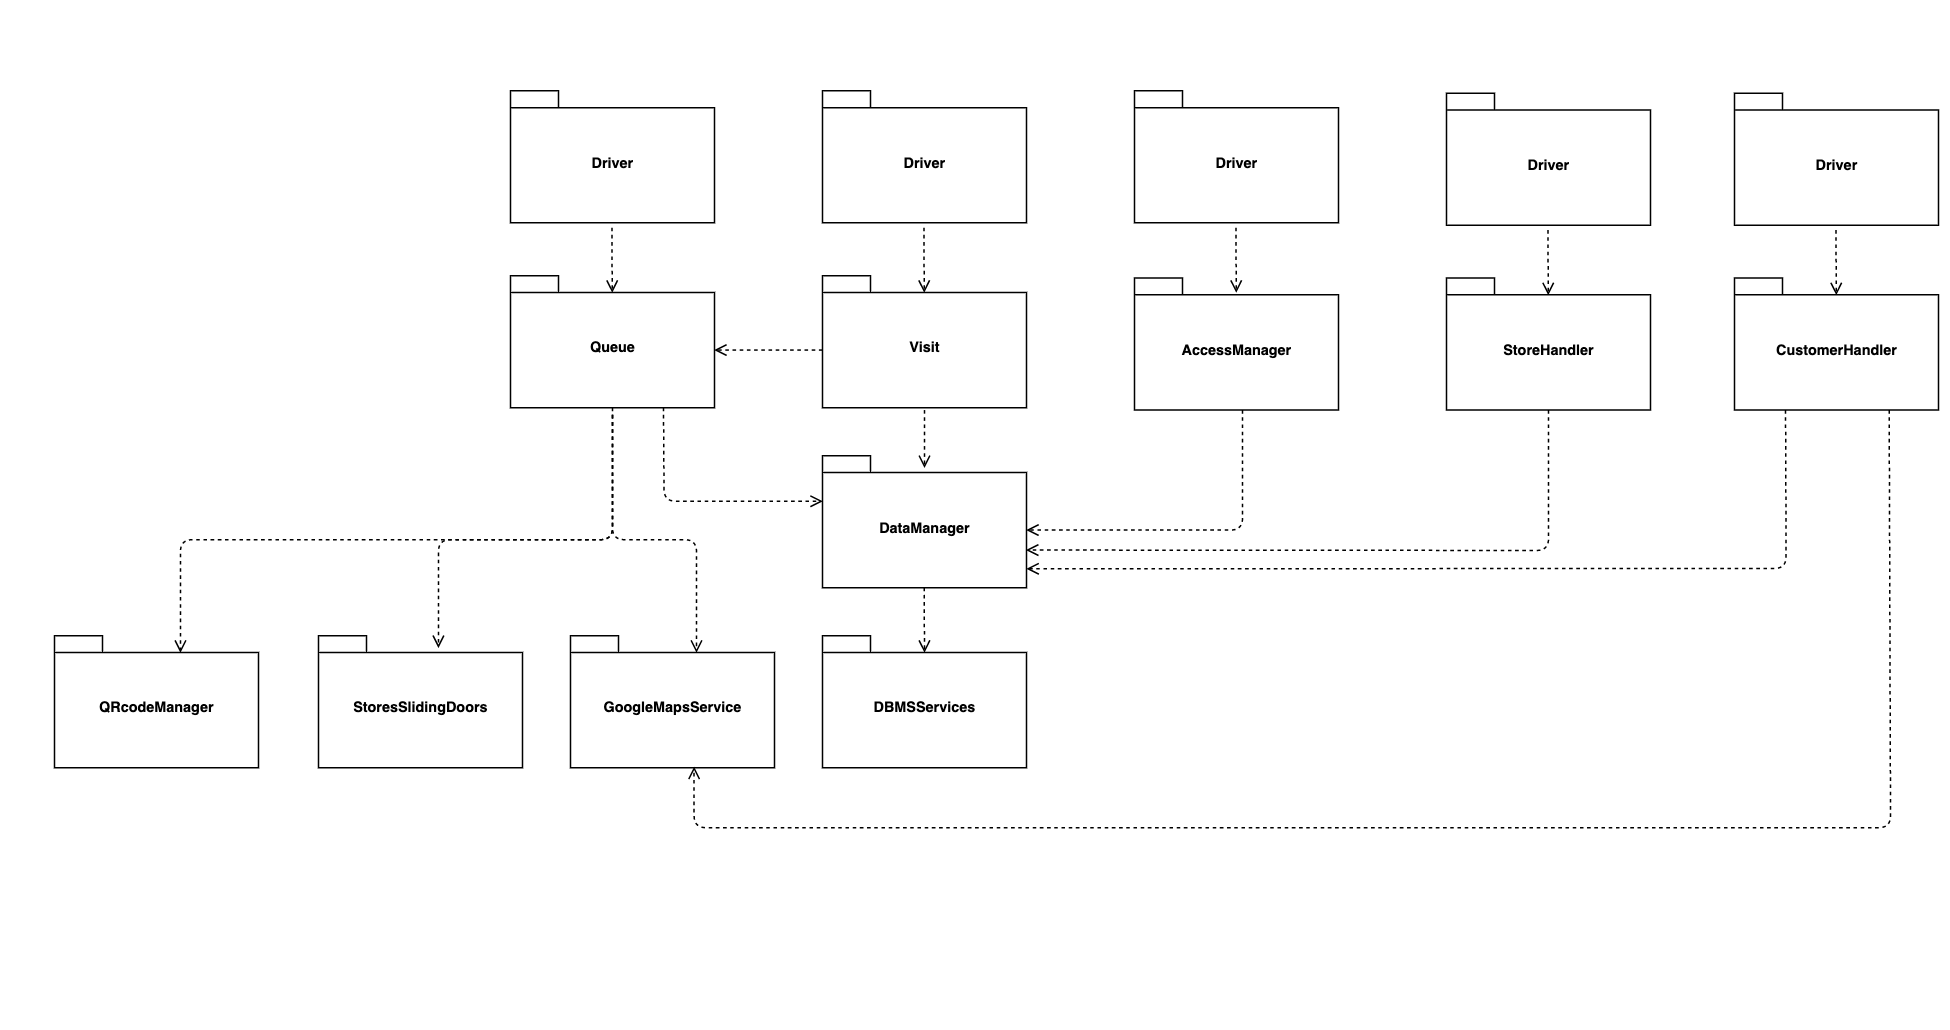 Driver
Driver
Driver
Driver
Driver
Queue
Visit
AccessManager
StoreHandler
CustomerHandler
DataManager
QRcodeManager
StoresSlidingDoors
GoogleMapsService
DBMSServices